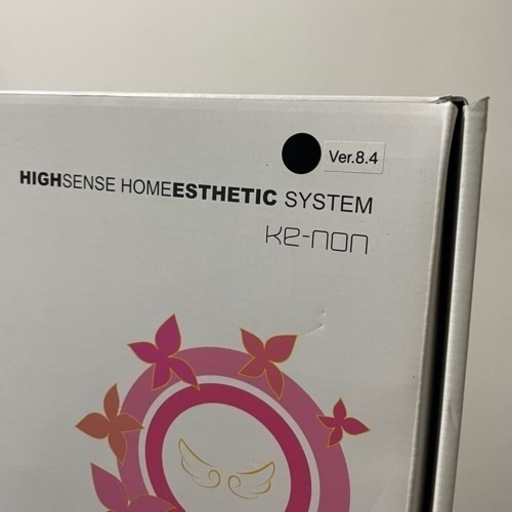 Ver.8.4
HIGHSENSE HOMEESTHETIC SYSTEM
Ke-non